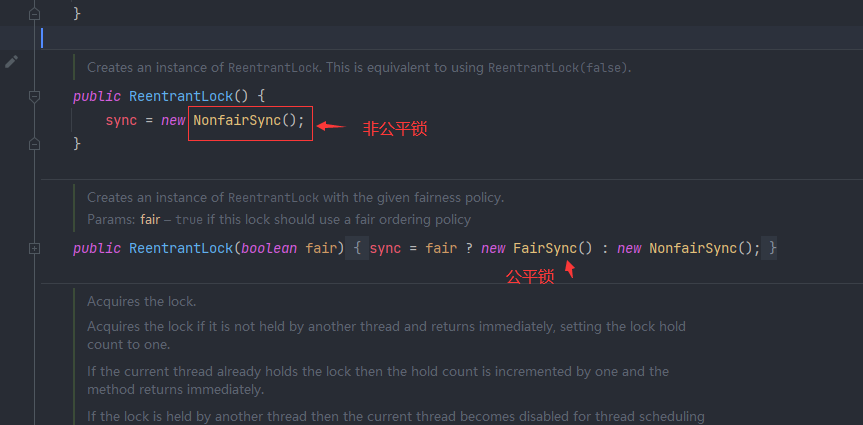 }
Creates an instance of ReentrantLock. This is equivalent to using ReentrantLock(false).
public ReentrantLock() {
sync = new NonfairSync();
非公平锁
}
Creates an instance of ReentrantLock with the given fairness policy.
Params: fair – true if this lock should use a fair ordering policy
public ReentrantLock(boolean fair) { sync = fair ? new FairSync() : new NonfairSync(); }
公平锁
Acquires the lock.
Acquires the lock if it is not held by another thread and returns immediately, setting the lock hold
count to one.
If the current thread already holds the lock then the hold count is incremented by one and the
method returns immediately.
If the lock is held by another thread then the current thread becomes disabled for thread scheduling